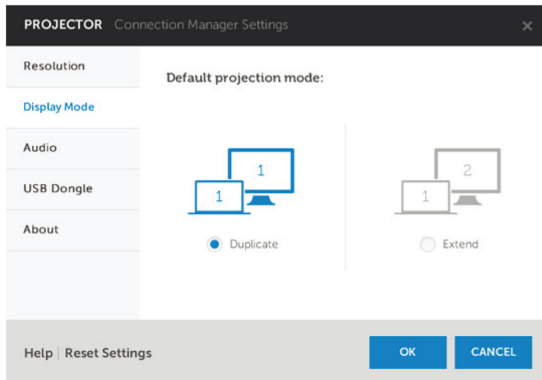 PROJECTOR Connection Manager Settings
Resolution
Display Mode
Audio
USB Dongle
About
Default projection mode:
1
1
Duplicate
2
1
Extend
Help | Reset Settings
OK
CANCEL